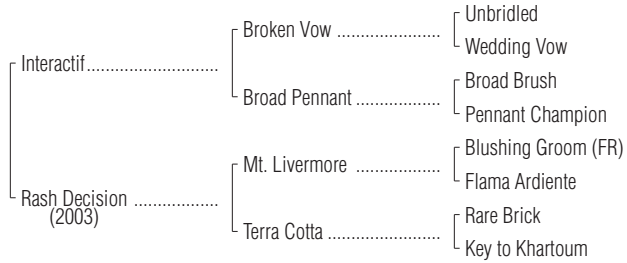 Unbridled
Broken Vow ....................
Wedding Vow
Interactif.........................
Broad Brush
Broad Pennant ................
Pennant Champion
Blushing Groom (FR)
Mt. Livermore .................
Flama Ardiente
Rash Decision ................
(2003)
Rare Brick
Terra Cotta ......................
Key to Khartoum